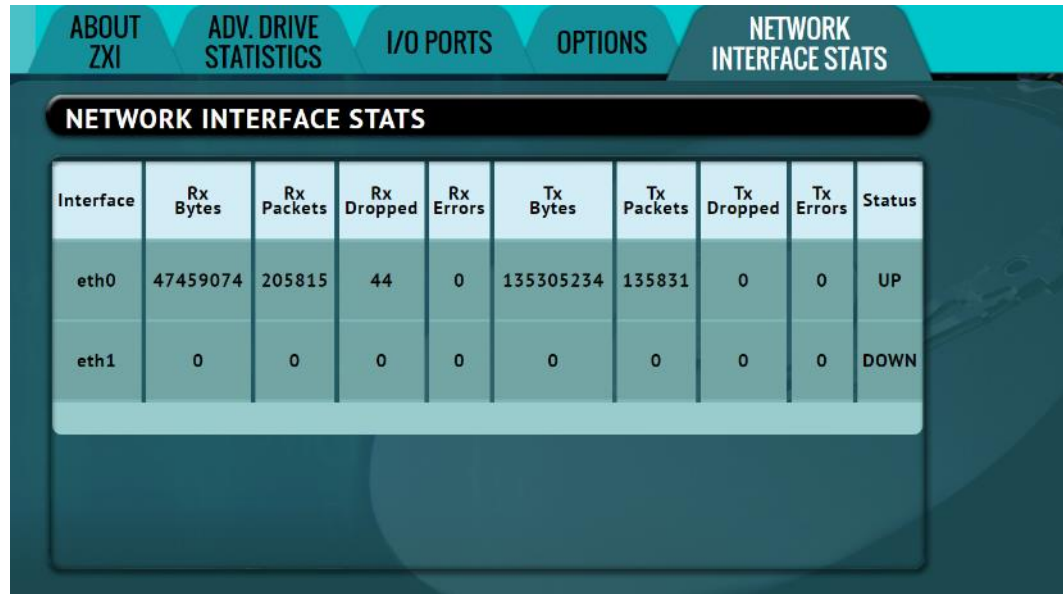 ABOUT
ZXI
ADV. DRIVE
STATISTICS
I/O PORTS
OPTIONS
NETWORK
INTERFACE STATS
NETWORK INTERFACE STATS
Interface Rx Bytes Rx Packets Rx Dropped Rx Errors Tx Bytes Tx Packets Tx Dropped Tx Errors Status
eth0 47459074 205815 44 0 135305234 135831 0 0 UP
eth1 0 0 0 0 0 0 0 0 DOWN